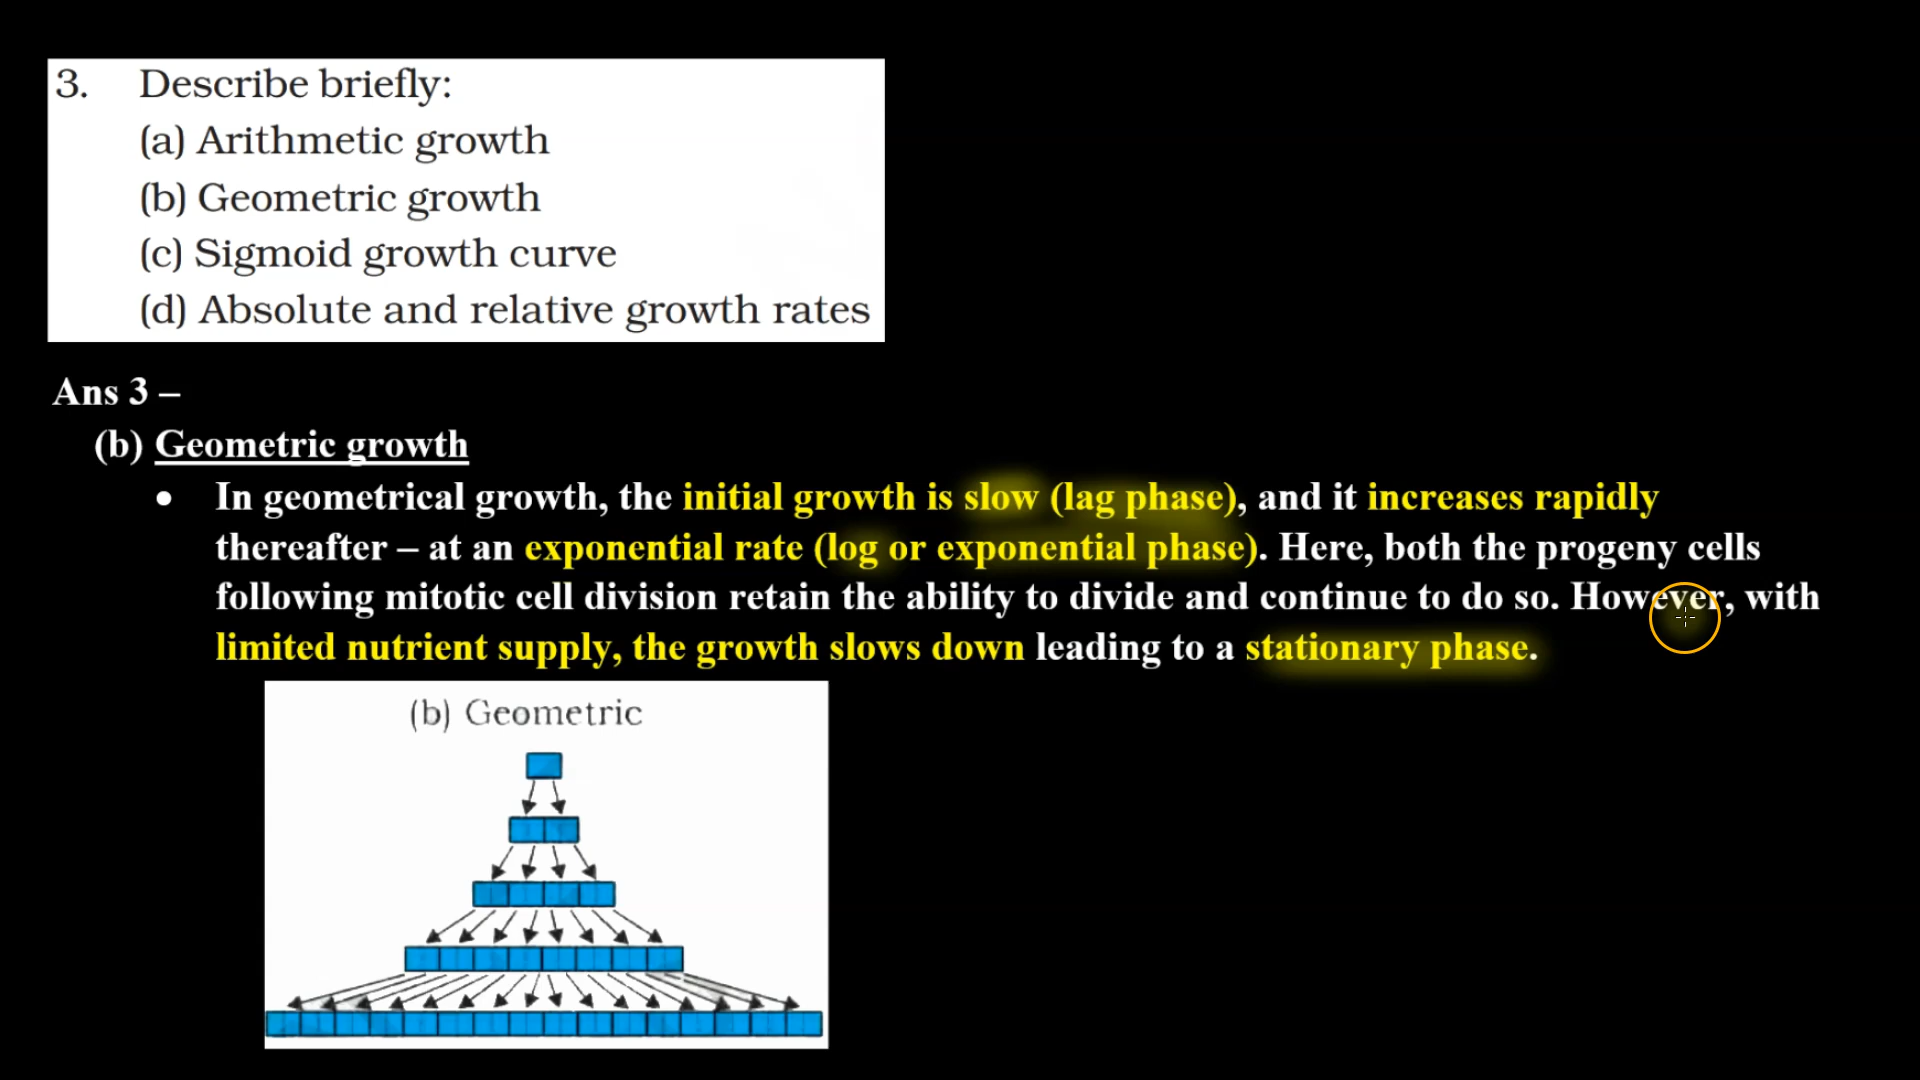 3. Describe briefly:
(a) Arithmetic growth
(b) Geometric growth
(c) Sigmoid growth curve
(d) Absolute and relative growth rates
Ans 3 –
(b) Geometric growth
• In geometrical growth, the initial growth is slow (lag phase), and it increases rapidly
thereafter – at an exponential rate (log or exponential phase). Here, both the progeny cells
following mitotic cell division retain the ability to divide and continue to do so. However, with
limited nutrient supply, the growth slows down leading to a stationary phase.
(b) Geometric